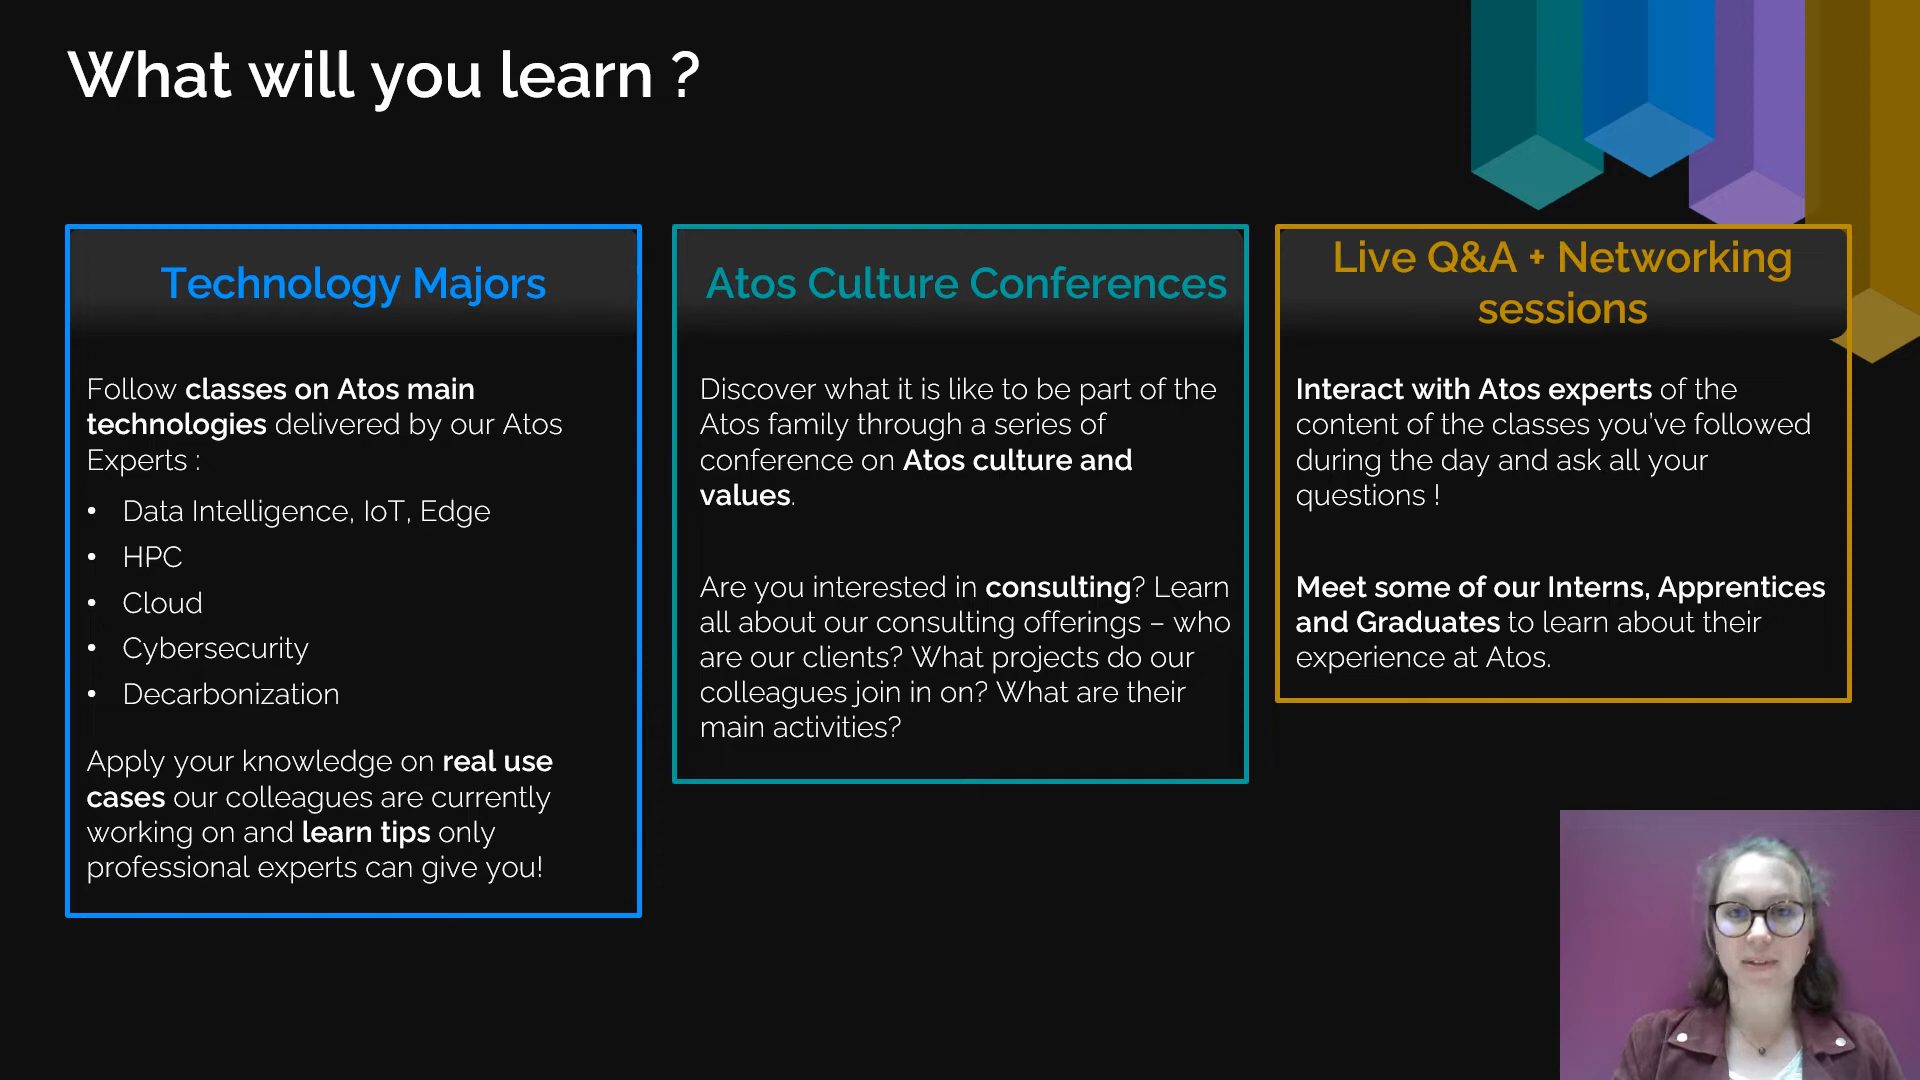 What will you learn ?
Technology Majors
Follow classes on Atos main
technologies delivered by our Atos
Experts :
• Data Intelligence, IoT, Edge
• HPC
• Cloud
• Cybersecurity
• Decarbonization
Apply your knowledge on real use
cases our colleagues are currently
working on and learn tips only
professional experts can give you!
Atos Culture Conferences
Discover what it is like to be part of the
Atos family through a series of
conference on Atos culture and
values.
Are you interested in consulting? Learn
all about our consulting offerings – who
are our clients? What projects do our
colleagues join in on? What are their
main activities?
Live Q&A + Networking
sessions
Interact with Atos experts of the
content of the classes you've followed
during the day and ask all your
questions !
Meet some of our Interns, Apprentices
and Graduates to learn about their
experience at Atos.